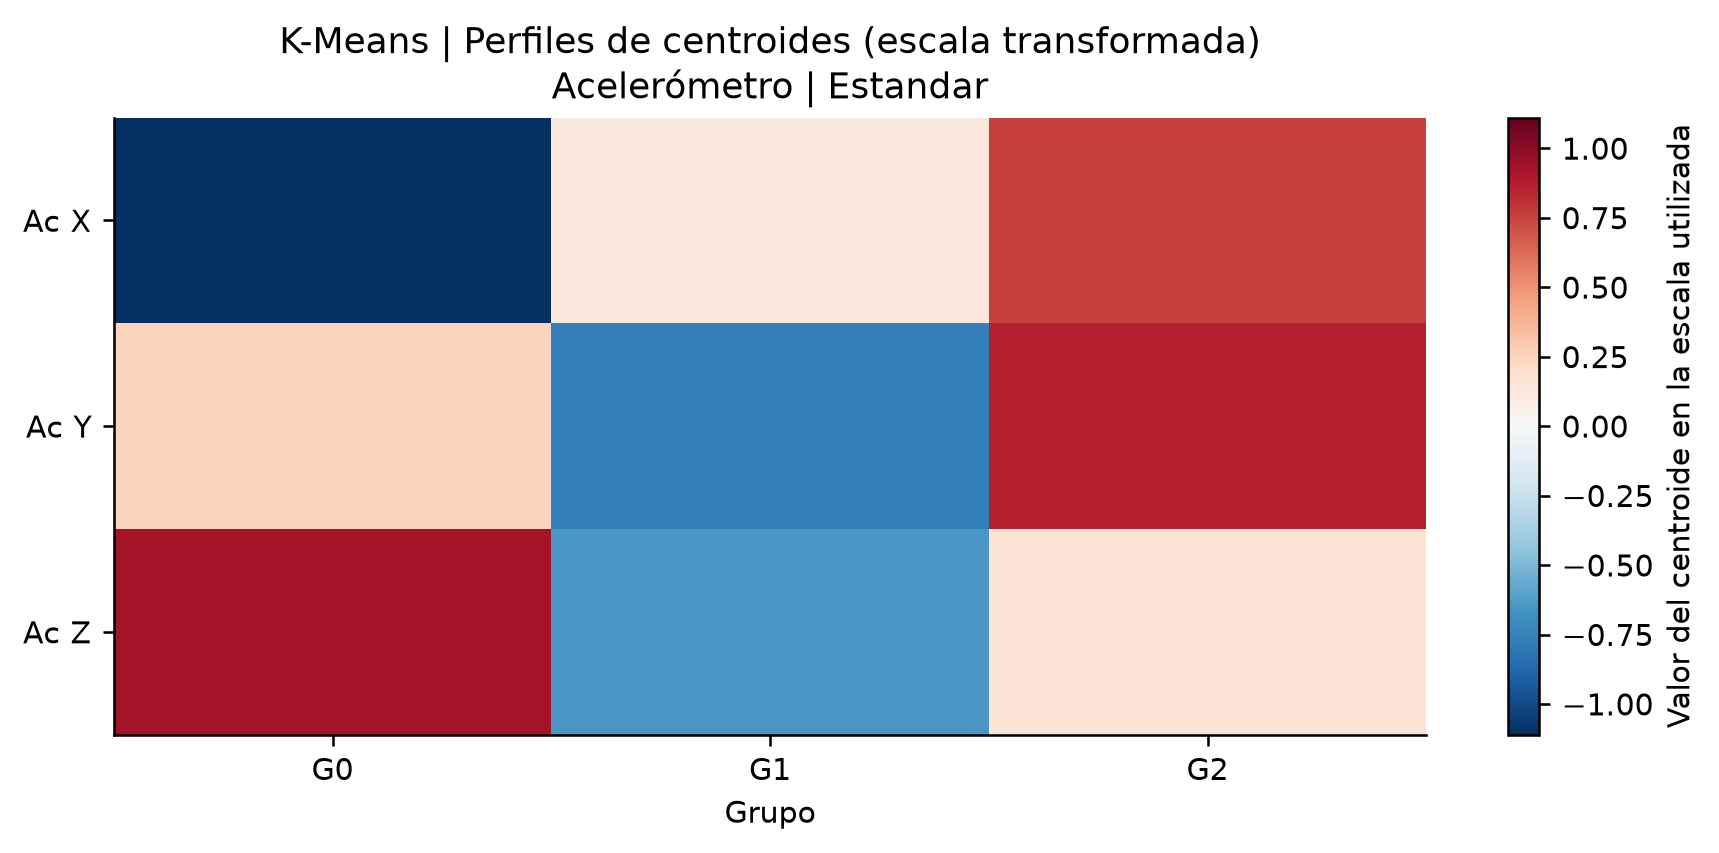 K-Means | Perfiles de centroides (escala transformada)
Acelerómetro | Estandar
Ac X
Ac Y
Ac Z
G0
G1
G2
Grupo
1.00
0.75
0.50
0.25
0.00
−0.25
−0.50
−0.75
−1.00
Valor del centroide en la escala utilizada